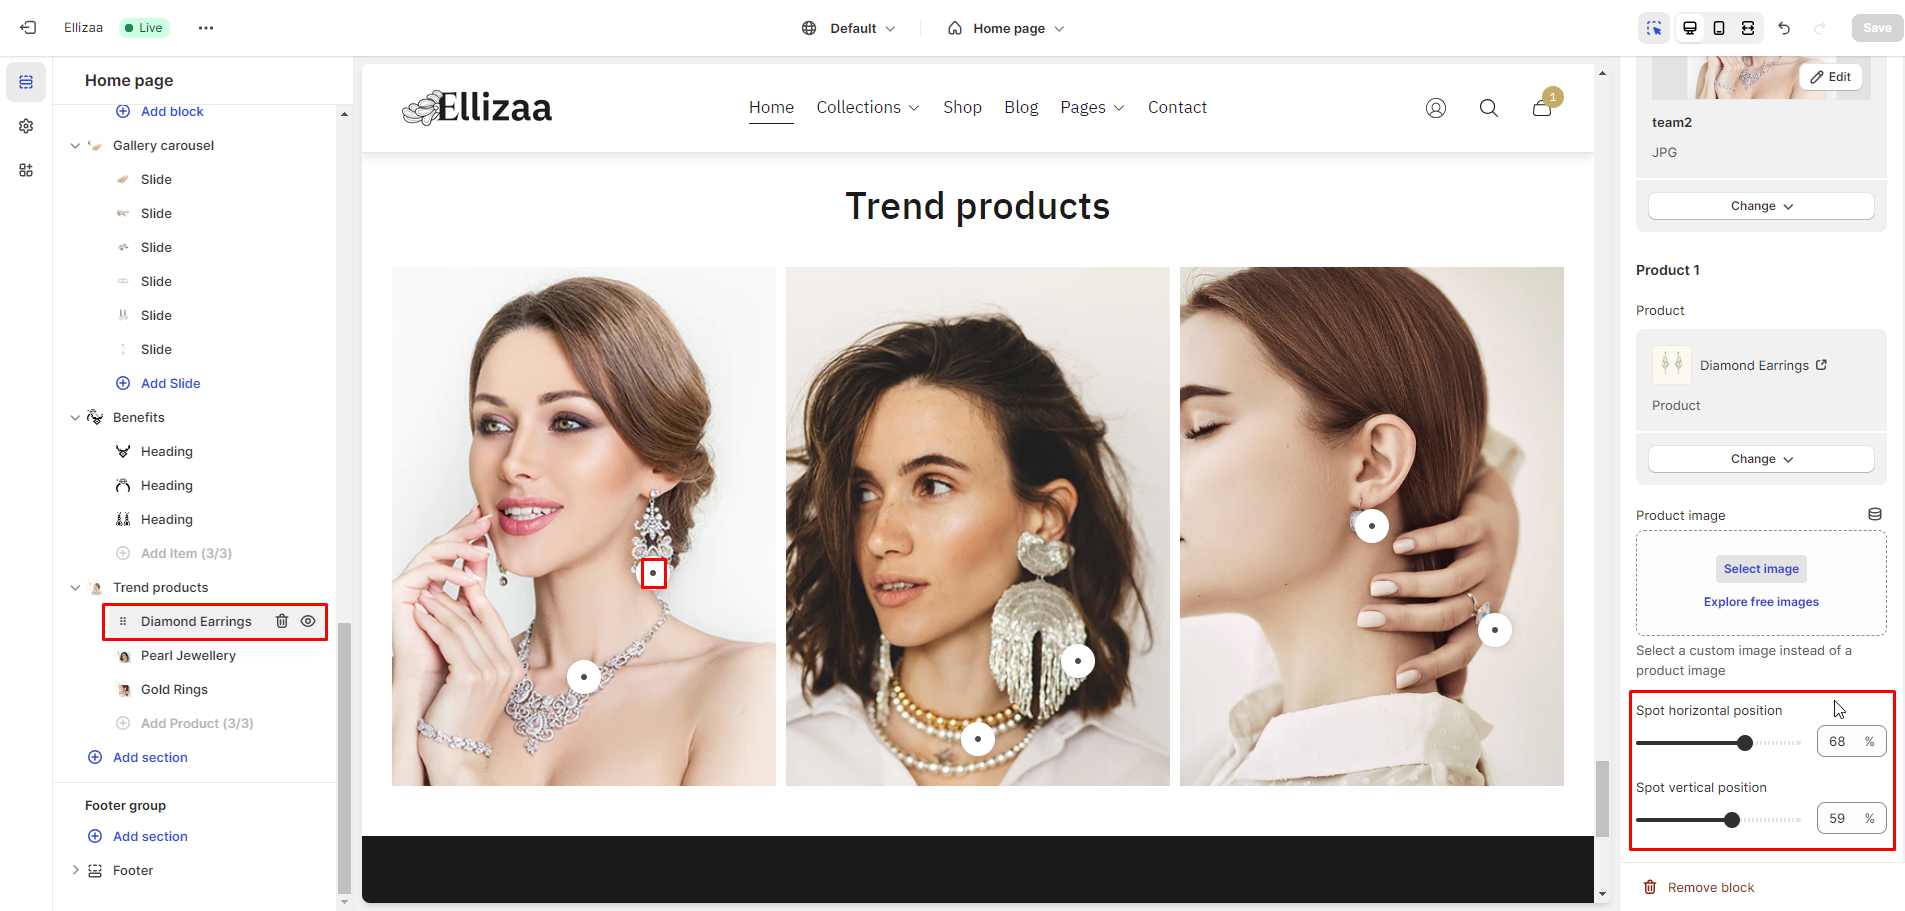 Ellizaa
Live
Default
Home page
Save
Home page
Add block
Gallery carousel
Slide
Slide
Slide
Slide
Slide
Slide
Add Slide
Benefits
Heading
Heading
Heading
Add Item (3/3)
Trend products
Diamond Earrings
Pearl Jewellery
Gold Rings
Add Product (3/3)
Add section
Footer group
Add section
Footer
Ellizaa
Home
Collections
Shop
Blog
Pages
Contact
1
Trend products
Edit
team2
JPG
Change
Product 1
Product
Diamond Earrings
Product
Change
Product image
Select image
Explore free images
Select a custom image instead of a
product image
Spot horizontal position
68 %
Spot vertical position
59 %
Remove block